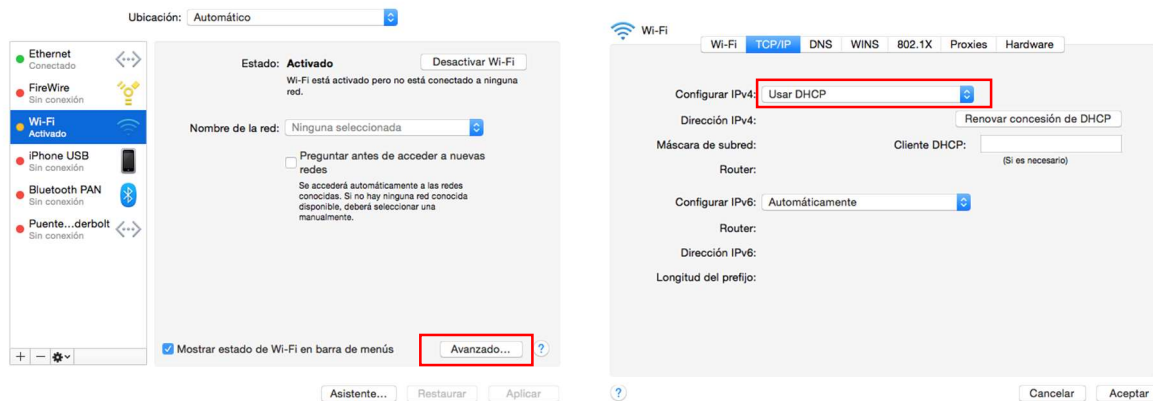 Ubicación: Automático
Ethernet
Conectado
FireWire
Sin conexión
Wi-Fi
Activado
iPhone USB
Sin conexión
Bluetooth PAN
Sin conexión
Puente...derbolt
Sin conexión
Estado: Activado
Desactivar Wi-Fi
Wi-Fi está activado pero no está conectado a ninguna
red.
Nombre de la red: Ninguna seleccionada
Preguntar antes de acceder a nuevas
redes
Se accederá automáticamente a las redes
conocidas. Si no hay ninguna red conocida
disponible, deberá seleccionar una
manualmente.
Mostrar estado de Wi-Fi en barra de menús
Avanzado...
?
Asistente...
Restaurar
Aplicar
Wi-Fi
Wi-Fi TCP/IP DNS WINS 802.1X Proxies Hardware
Configurar IPv4: Usar DHCP
Dirección IPv4:
Renovar concesión de DHCP
Máscara de subred:
Cliente DHCP:
(Si es necesario)
Router:
Configurar IPv6: Automáticamente
Router:
Dirección IPv6:
Longitud del prefijo:
?
Cancelar
Aceptar